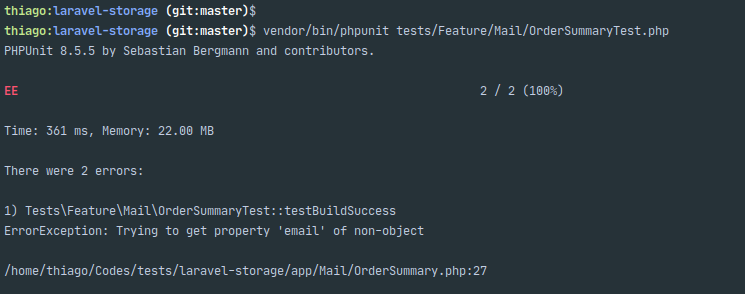 thiago:laravel-storage (git:master)$
thiago:laravel-storage (git:master)$ vendor/bin/phpunit tests/Feature/Mail/OrderSummaryTest.php
PHPUnit 8.5.5 by Sebastian Bergmann and contributors.
EE 2 / 2 (100%)
Time: 361 ms, Memory: 22.00 MB
There were 2 errors:
1) Tests\Feature\Mail\OrderSummaryTest::testBuildSuccess
ErrorException: Trying to get property 'email' of non-object
/home/thiago/Codes/tests/laravel-storage/app/Mail/OrderSummary.php:27